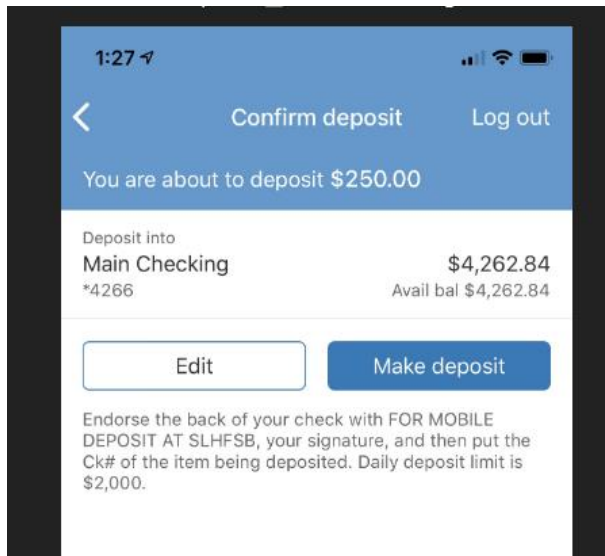 1:27
Confirm deposit Log out
You are about to deposit $250.00
Deposit into
Main Checking $4,262.84
*4266 Avail bal $4,262.84
Edit Make deposit
Endorse the back of your check with FOR MOBILE
DEPOSIT AT SLHFSB, your signature, and then put the
Ck# of the item being deposited. Daily deposit limit is
$2,000.